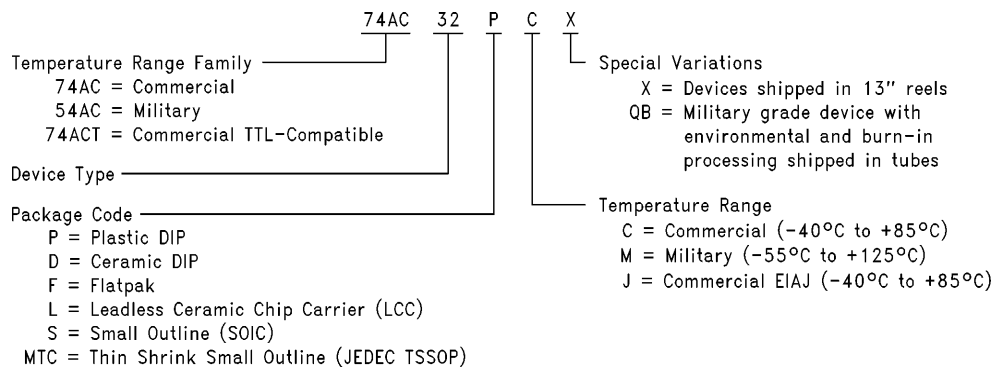 74AC 32 P C X
Temperature Range Family
74AC = Commercial
54AC = Military
74ACT = Commercial TTL-Compatible
Device Type
Package Code
P = Plastic DIP
D = Ceramic DIP
F = Flatpak
L = Leadless Ceramic Chip Carrier (LCC)
S = Small Outline (SOIC)
MTC = Thin Shrink Small Outline (JEDEC TSSOP)
Special Variations
X = Devices shipped in 13" reels
QB = Military grade device with
environmental and burn-in
processing shipped in tubes
Temperature Range
C = Commercial (-40°C to +85°C)
M = Military (-55°C to +125°C)
J = Commercial EIAJ (-40°C to +85°C)